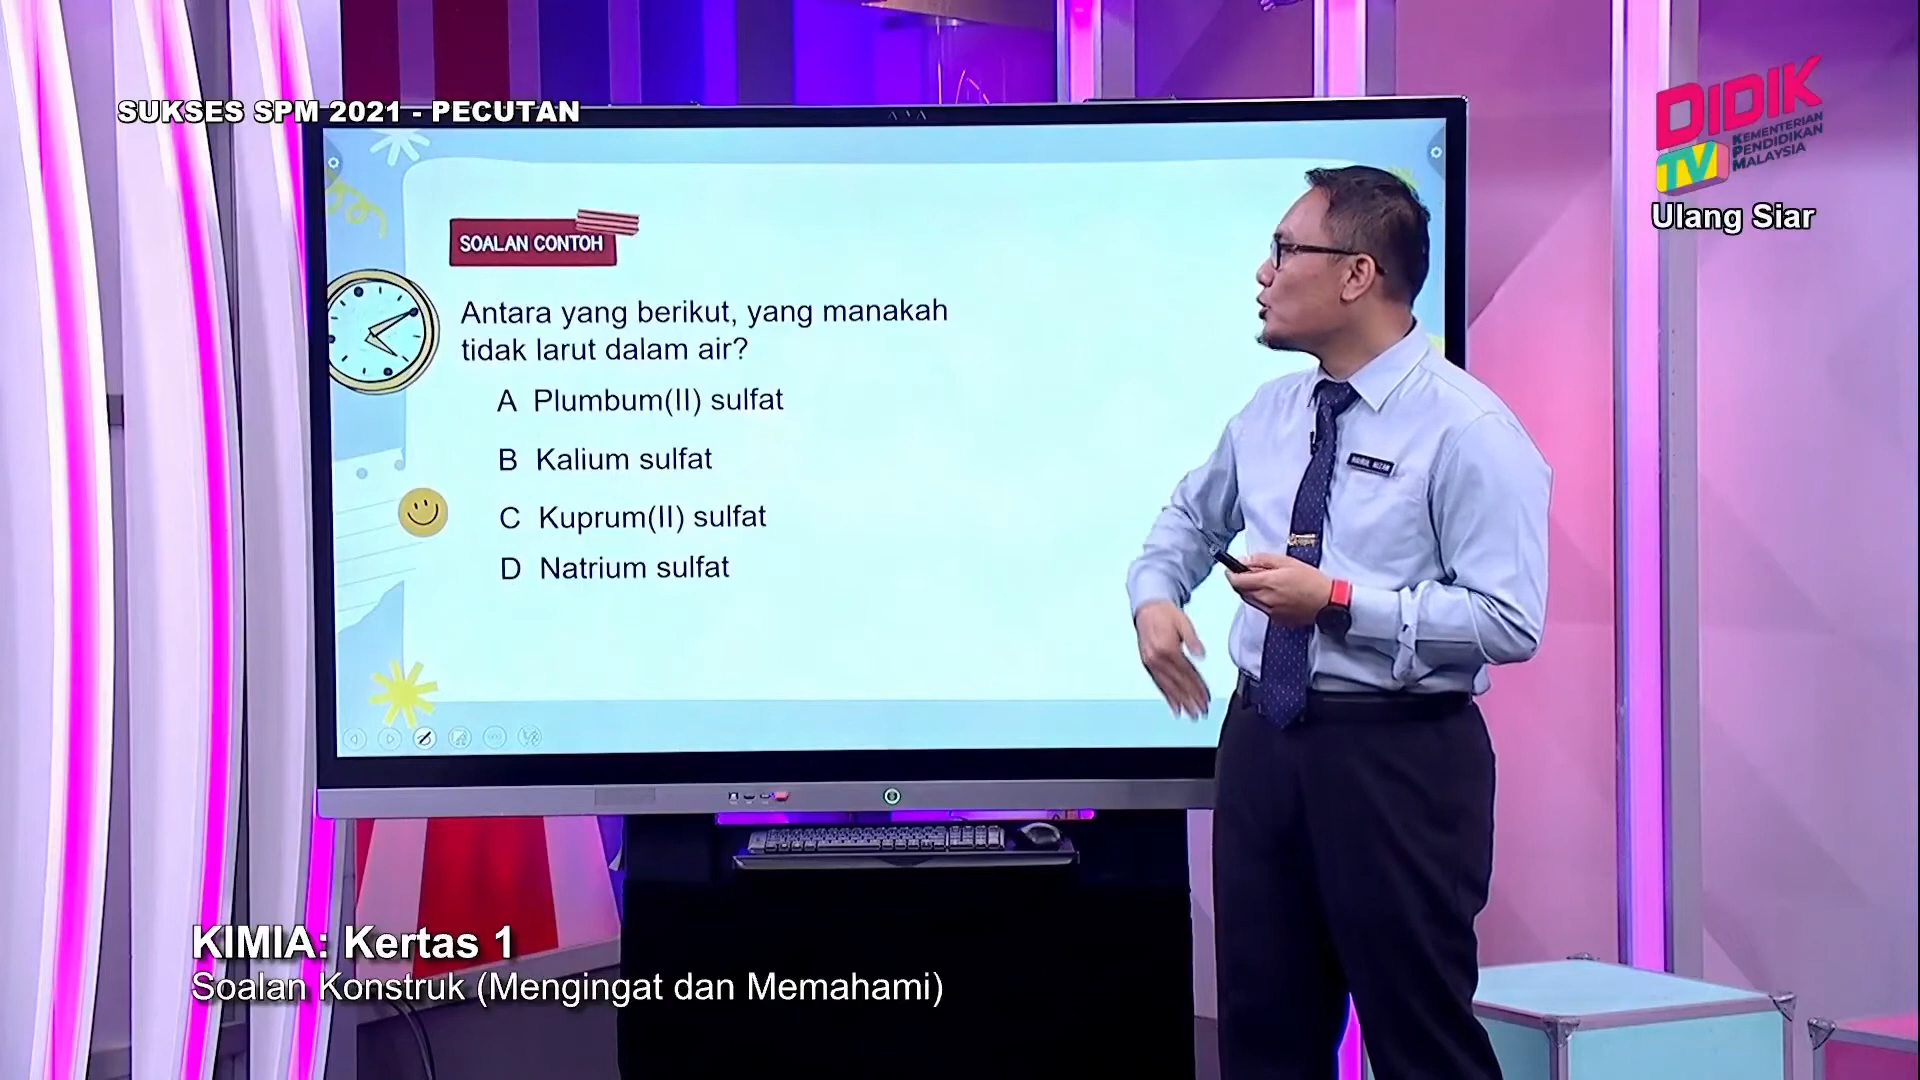 SUKSES SPM 2021 - PECUTAN
DIDIK
TV
KEMENTERIAN
PENDIDIKAN
MALAYSIA
Ulang Siar
SOALAN CONTOH
Antara yang berikut, yang manakah
tidak larut dalam air?
A Plumbum(II) sulfat
B Kalium sulfat
C Kuprum(II) sulfat
D Natrium sulfat
KIMIA: Kertas 1
Soalan Konstruk (Mengingat dan Memahami)